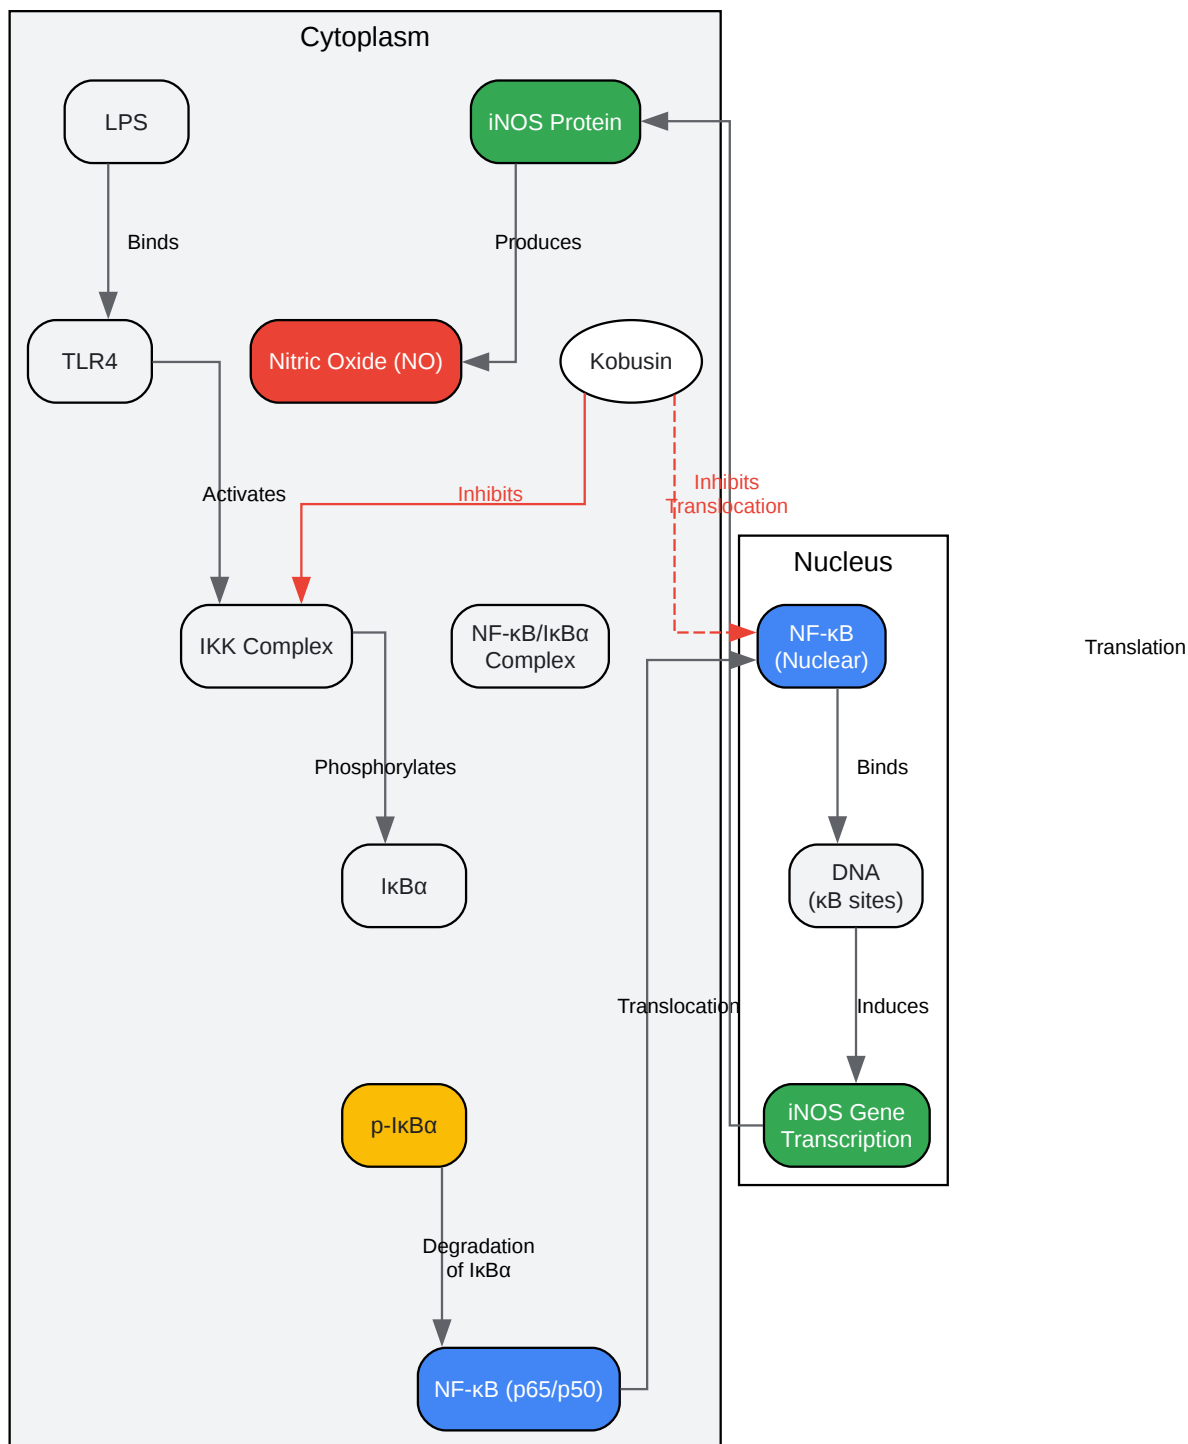 Cytoplasm
LPS
iNOS Protein
Binds
Produces
TLR4
Nitric Oxide (NO)
Kobusin
Activates
Inhibits
Inhibits
Translocation
Nucleus
IKK Complex
NF-κB/IκBα
Complex
NF-κB
(Nuclear)
Translation
Phosphorylates
Binds
IκBα
DNA
(κB sites)
Translocation
Induces
p-IκBα
iNOS Gene
Transcription
Degradation
of IκBα
NF-κB (p65/p50)